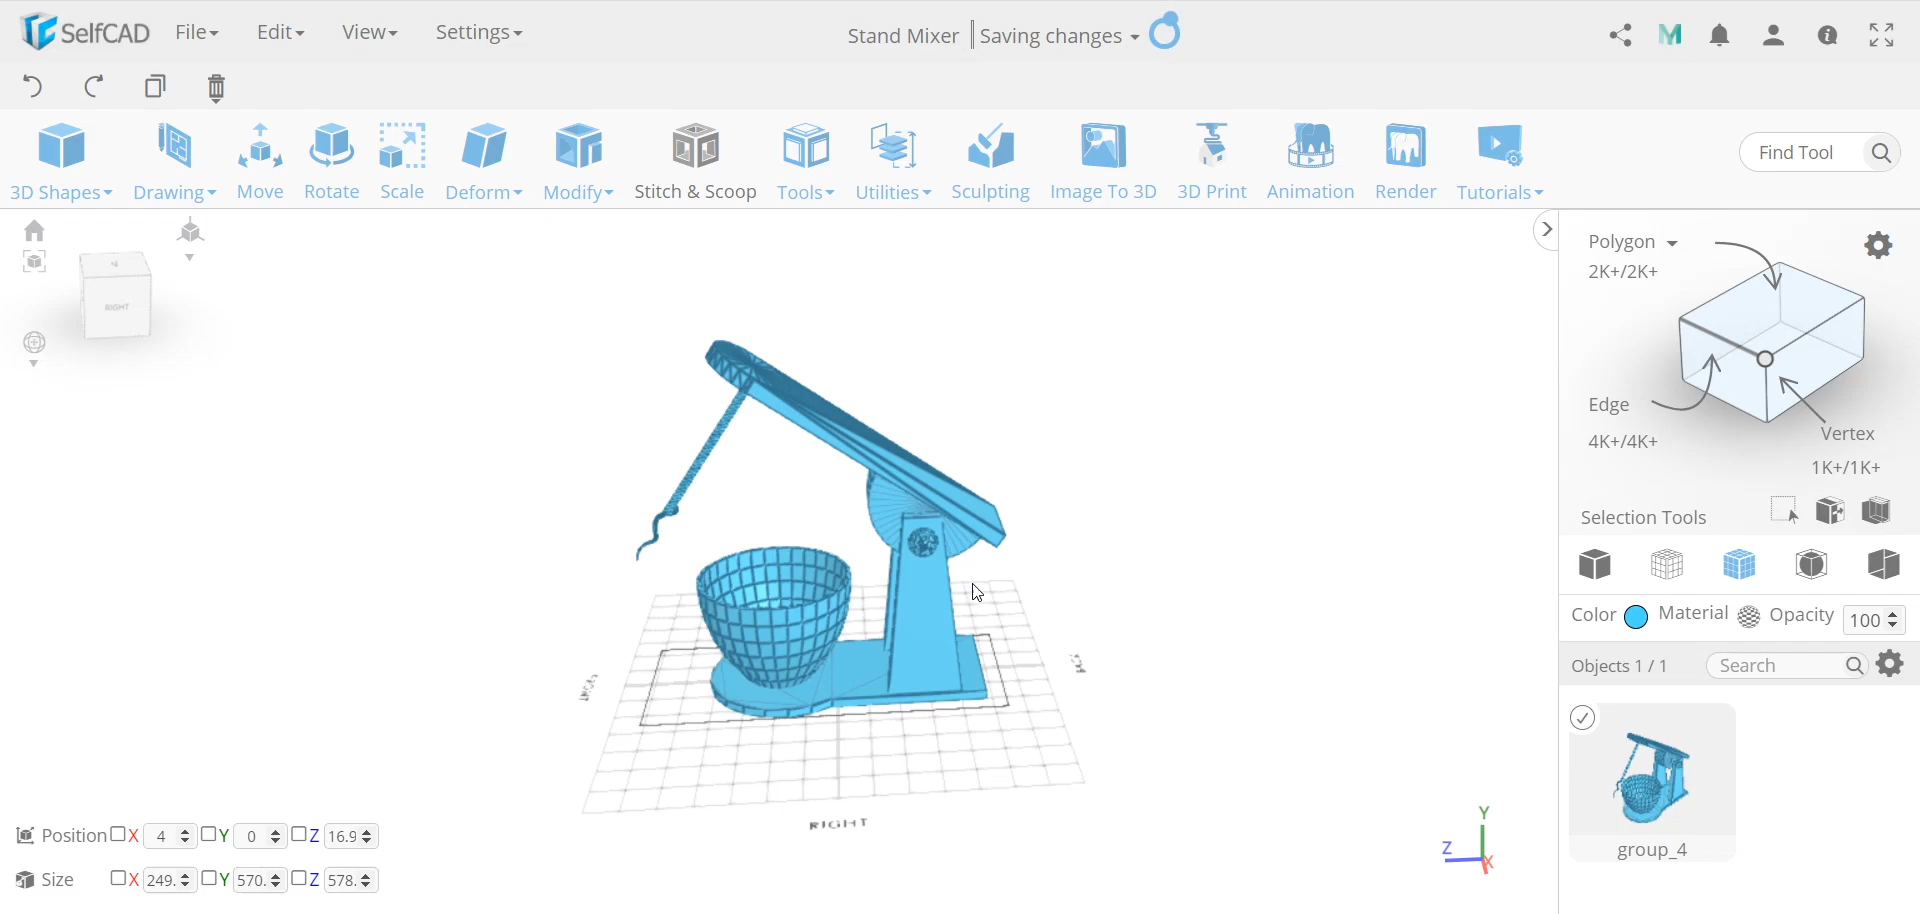 SelfCAD File Edit View Settings Stand Mixer Saving changes
3D Shapes Drawing Move Rotate Scale Deform Modify Stitch & Scoop Tools Utilities Sculpting Image To 3D 3D Print Animation Render Tutorials Find Tool
RIGHT
Polygon
2K+/2K+
Edge
4K+/4K+
Vertex
1K+/1K+
Selection Tools
Color Material Opacity 100
Objects 1 / 1 Search
group_4
RIGHT
Position X 4 Y 0 Z 16.9
Size X 249. Y 570. Z 578.
Y
Z
X